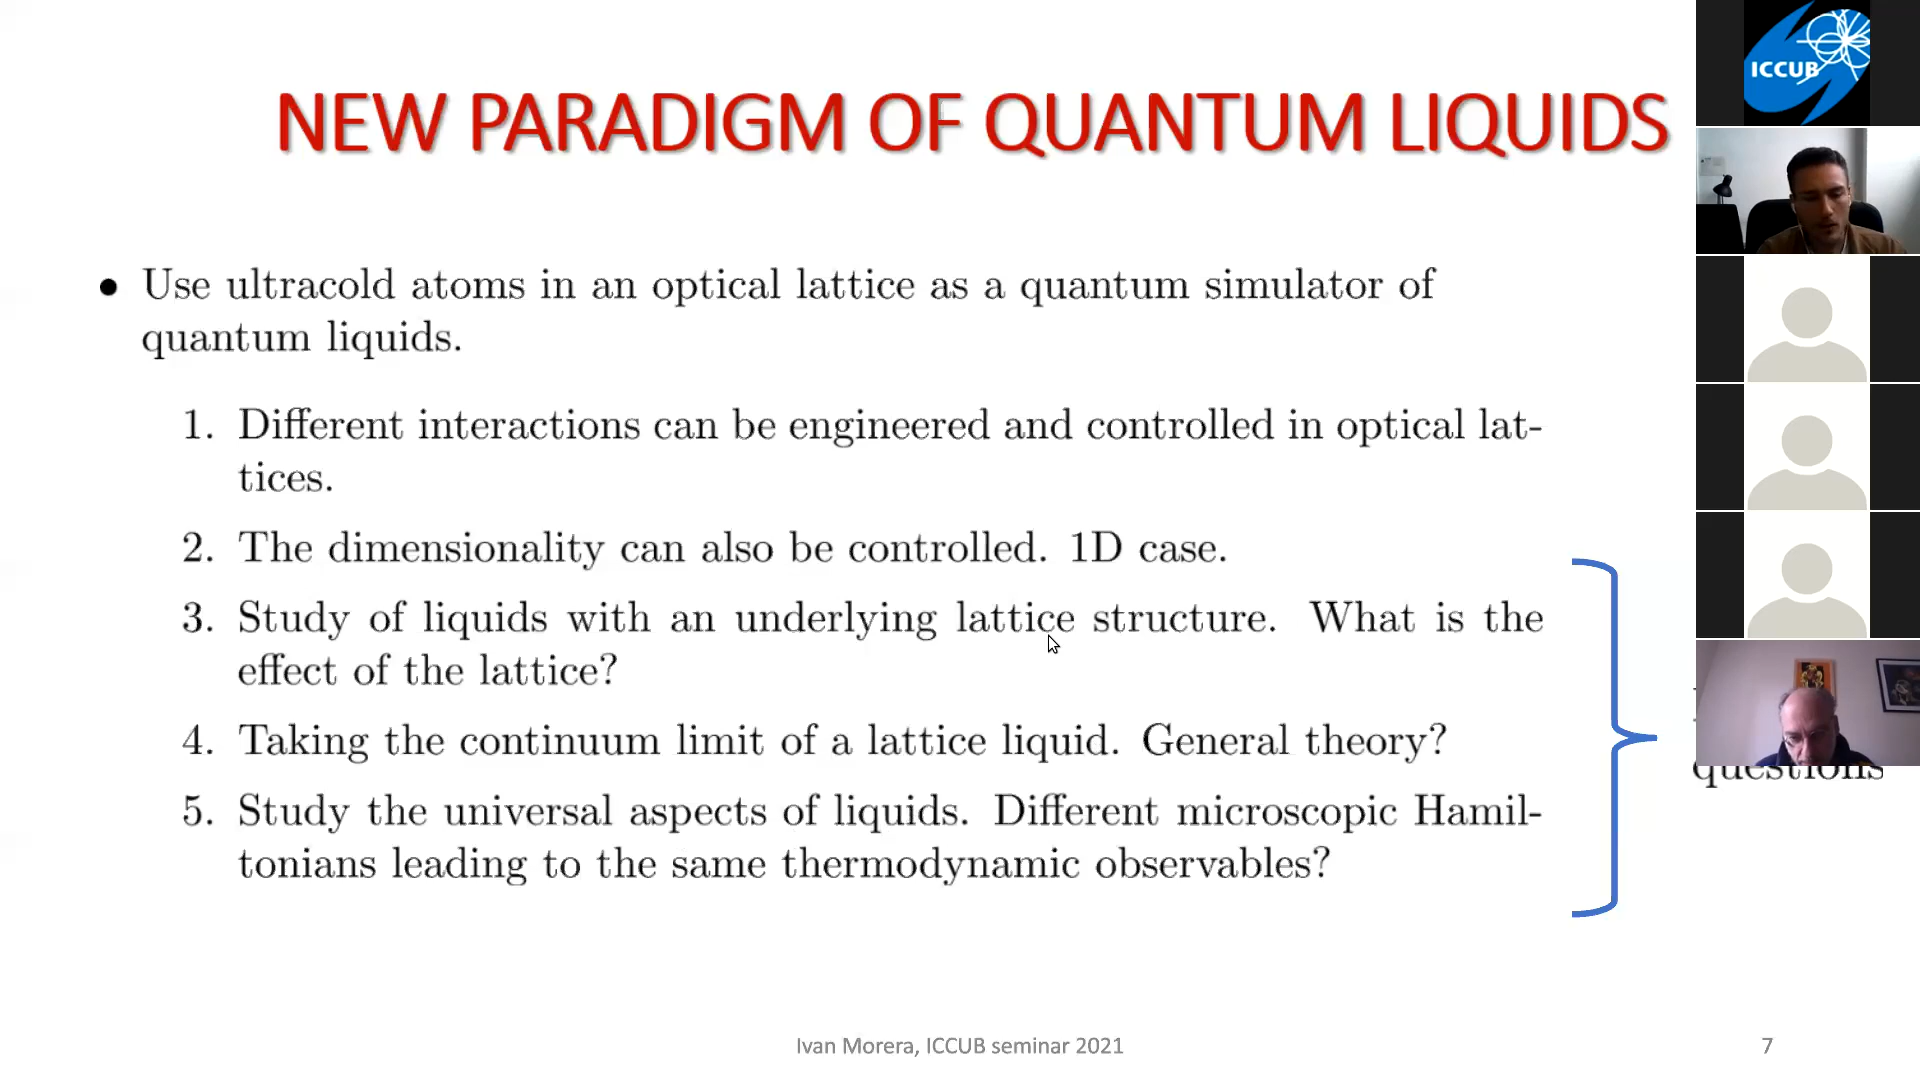 NEW PARADIGM OF QUANTUM LIQUIDS
ICCUB
• Use ultracold atoms in an optical lattice as a quantum simulator of
quantum liquids.
1. Different interactions can be engineered and controlled in optical lat-
tices.
2. The dimensionality can also be controlled. 1D case.
3. Study of liquids with an underlying lattice structure. What is the
effect of the lattice?
4. Taking the continuum limit of a lattice liquid. General theory?
5. Study the universal aspects of liquids. Different microscopic Hamil-
tonians leading to the same thermodynamic observables?
questions
Ivan Morera, ICCUB seminar 2021
7